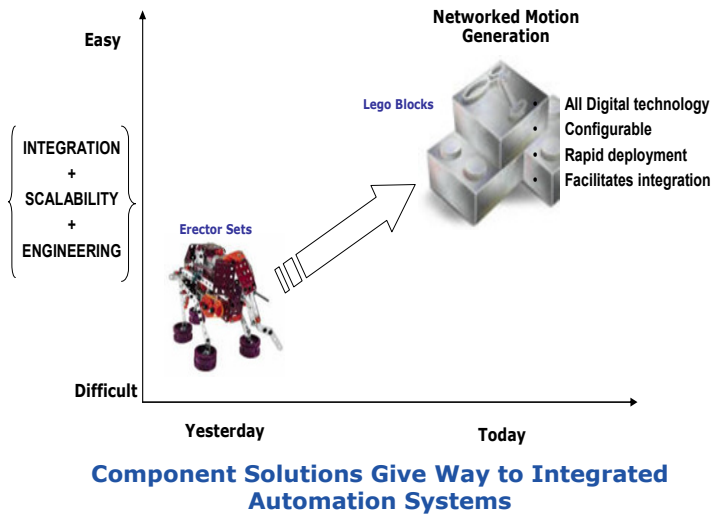 Networked Motion
Generation
Easy
Lego Blocks
• All Digital technology
• Configurable
• Rapid deployment
• Facilitates integration
INTEGRATION
+
SCALABILITY
+
ENGINEERING
Erector Sets
Difficult
Yesterday
Today
Component Solutions Give Way to Integrated
Automation Systems